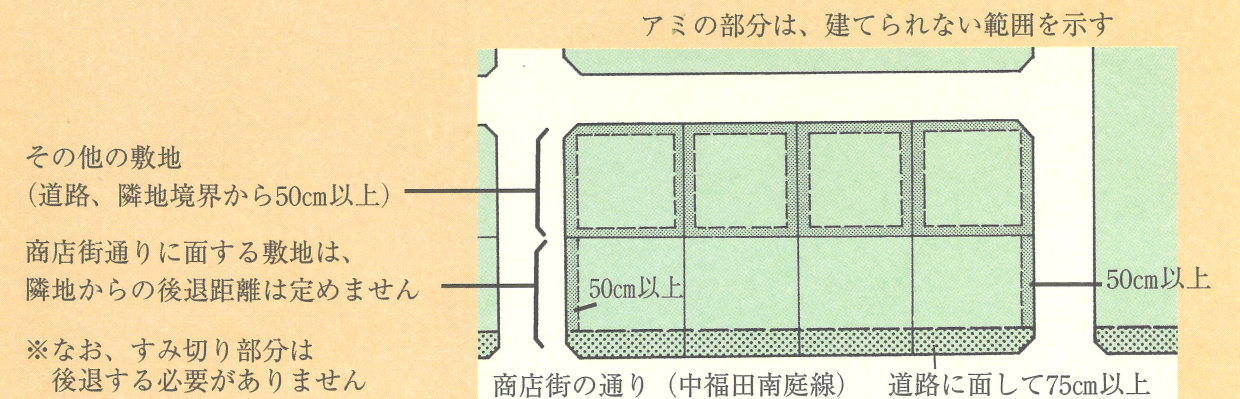 アミの部分は、建てられない範囲を示す
その他の敷地
(道路、隣地境界から50cm以上)
商店街通りに面する敷地は、
隣地からの後退距離は定めません
※なお、すみ切り部分は
後退する必要がありません
50cm以上
50cm以上
商店街の通り(中福田南庭線)
道路に面して75cm以上